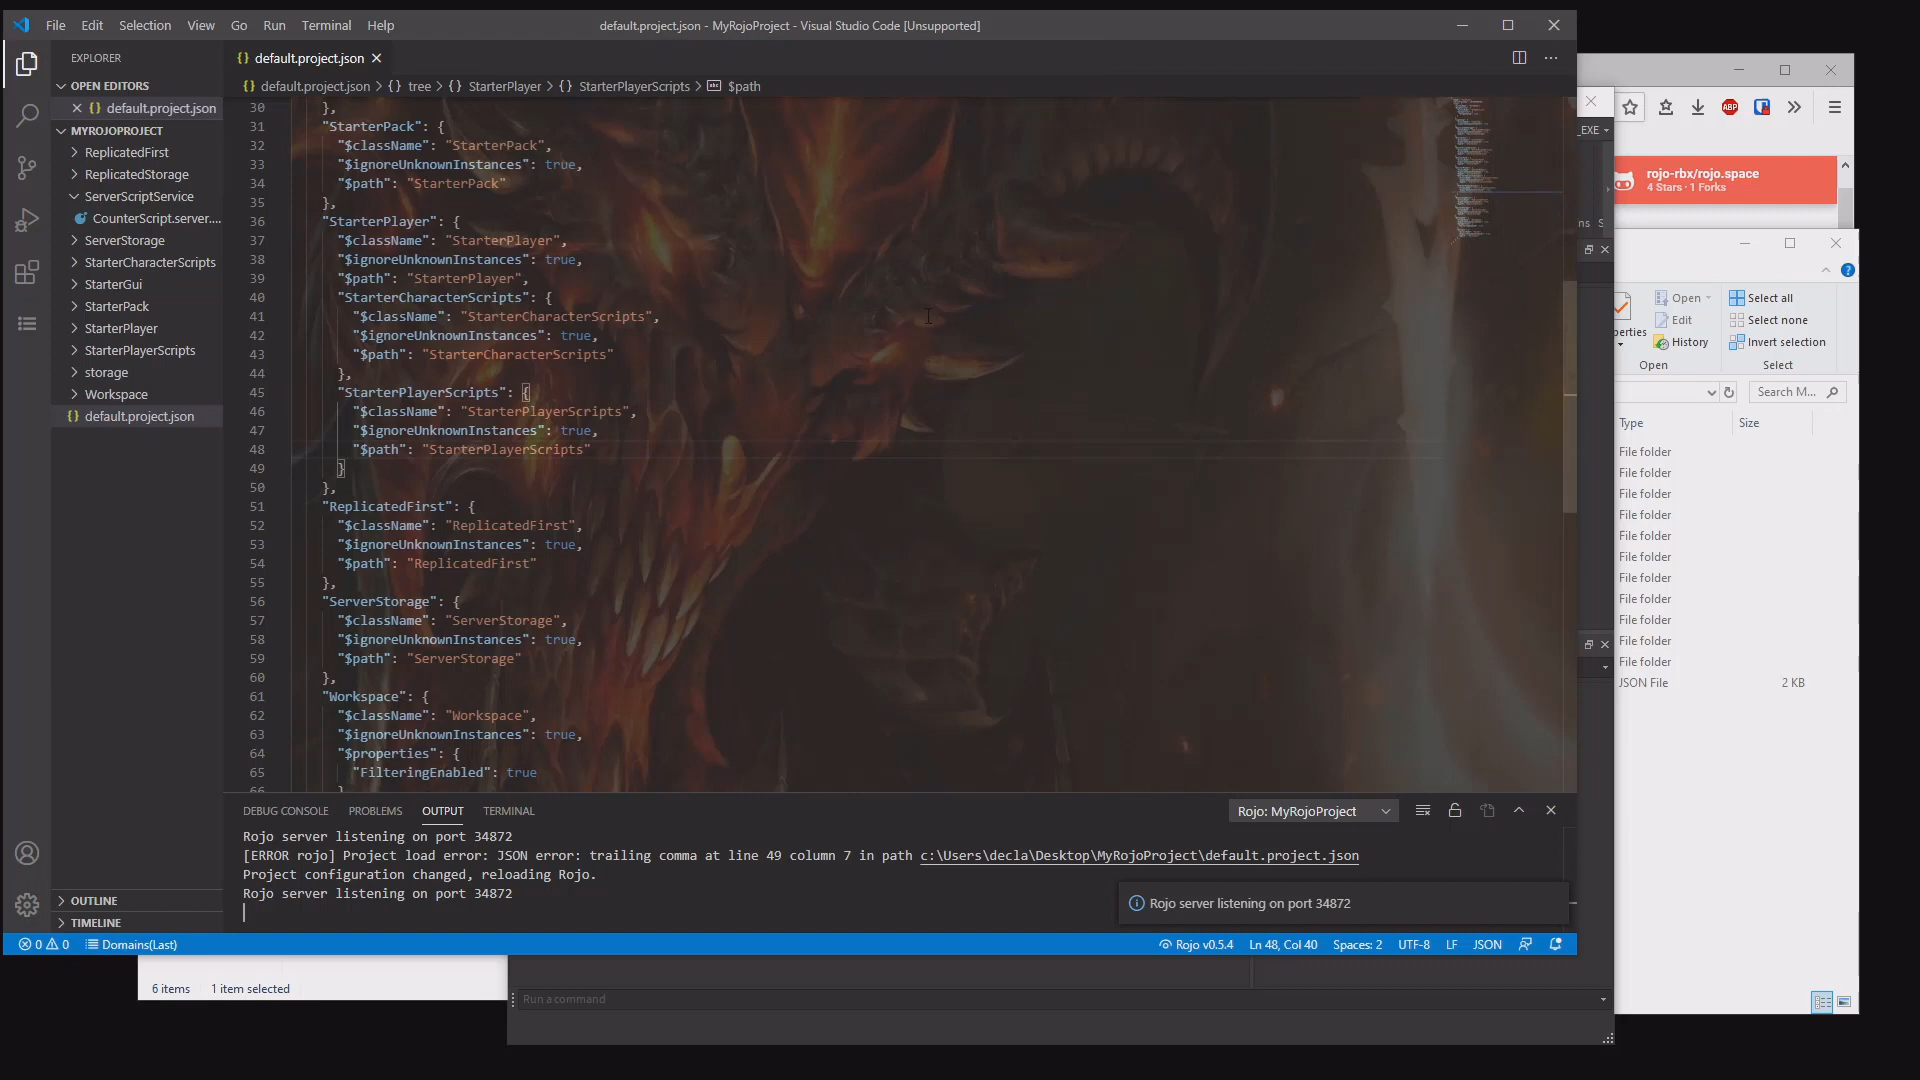 File Edit Selection View Go Run Terminal Help
default.project.json - MyRojoProject - Visual Studio Code [Unsupported]
EXPLORER
OPEN EDITORS
default.project.json
MYROJOPROJECT
ReplicatedFirst
ReplicatedStorage
ServerScriptService
CounterScript.server....
ServerStorage
StarterCharacterScripts
StarterGui
StarterPack
StarterPlayer
StarterPlayerScripts
storage
Workspace
{} default.project.json
OUTLINE
TIMELINE
{} default.project.json
{} default.project.json > {} tree > {} StarterPlayer > {} StarterPlayerScripts > $path
30 },
31 "StarterPack": {
32 "$className": "StarterPack",
33 "$ignoreUnknownInstances": true,
34 "$path": "StarterPack"
35 },
36 "StarterPlayer": {
37 "$className": "StarterPlayer",
38 "$ignoreUnknownInstances": true,
39 "$path": "StarterPlayer",
40 "StarterCharacterScripts": {
41 "$className": "StarterCharacterScripts",
42 "$ignoreUnknownInstances": true,
43 "$path": "StarterCharacterScripts"
44 },
45 "StarterPlayerScripts": {
46 "$className": "StarterPlayerScripts",
47 "$ignoreUnknownInstances": true,
48 "$path": "StarterPlayerScripts"
49 }
50 },
51 "ReplicatedFirst": {
52 "$className": "ReplicatedFirst",
53 "$ignoreUnknownInstances": true,
54 "$path": "ReplicatedFirst"
55 },
56 "ServerStorage": {
57 "$className": "ServerStorage",
58 "$ignoreUnknownInstances": true,
59 "$path": "ServerStorage"
60 },
61 "Workspace": {
62 "$className": "Workspace",
63 "$ignoreUnknownInstances": true,
64 "$properties": {
65 "FilteringEnabled": true
66 }
DEBUG CONSOLE PROBLEMS OUTPUT TERMINAL
Rojo: MyRojoProject
Rojo server listening on port 34872
[ERROR rojo] Project load error: JSON error: trailing comma at line 49 column 7 in path c:\Users\decla\Desktop\MyRojoProject\default.project.json
Project configuration changed, reloading Rojo.
Rojo server listening on port 34872
Rojo server listening on port 34872
0 0 Domains(Last)
Rojo v0.5.4 Ln 48, Col 40 Spaces: 2 UTF-8 LF JSON
6 items 1 item selected
Run a command
ABP
_EXE
rojo-rbx/rojo.space
4 Stars · 1 Forks
ns S
Open
Edit
History
perties
Open
Select all
Select none
Invert selection
Select
Search M...
Type Size
File folder
File folder
File folder
File folder
File folder
File folder
File folder
File folder
File folder
File folder
File folder
JSON File 2 KB